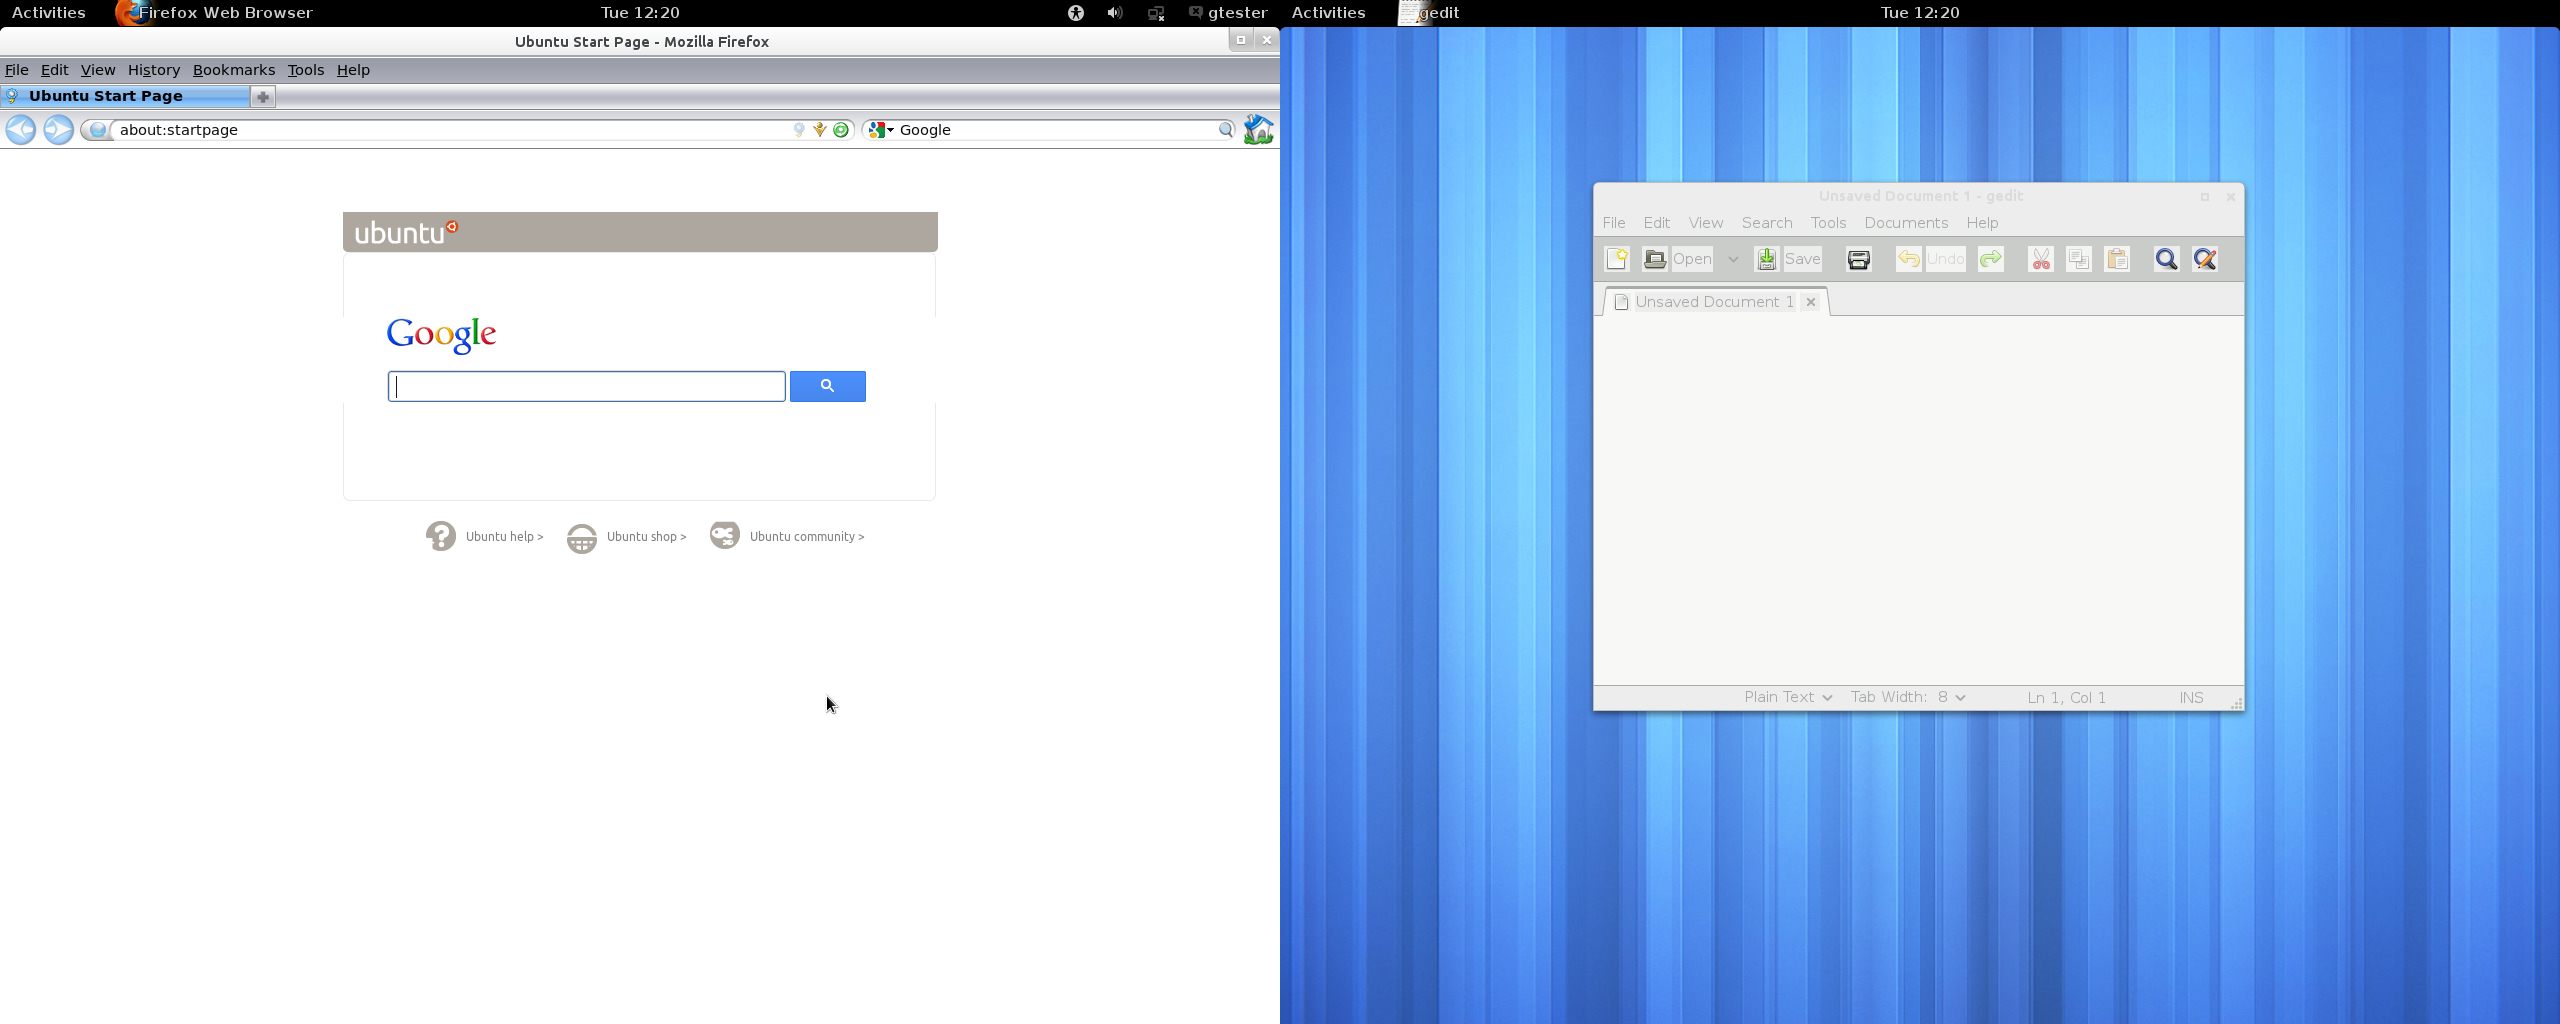 Activities Firefox Web Browser Tue 12:20 gtester
Ubuntu Start Page - Mozilla Firefox
File Edit View History Bookmarks Tools Help
Ubuntu Start Page
about:startpage Google
ubuntu
Google
Ubuntu help > Ubuntu shop > Ubuntu community >
Activities gedit Tue 12:20
Unsaved Document 1 - gedit
File Edit View Search Tools Documents Help
Open Save Undo
Unsaved Document 1
Plain Text Tab Width: 8 Ln 1, Col 1 INS